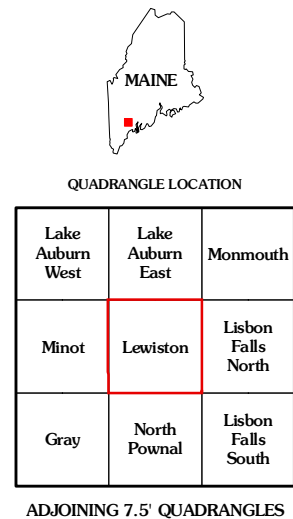 MAINE
QUADRANGLE LOCATION
Lake
Auburn
West
Lake
Auburn
East
Monmouth
Minot
Lewiston
Lisbon
Falls
North
Gray
North
Pownal
Lisbon
Falls
South
ADJOINING 7.5' QUADRANGLES